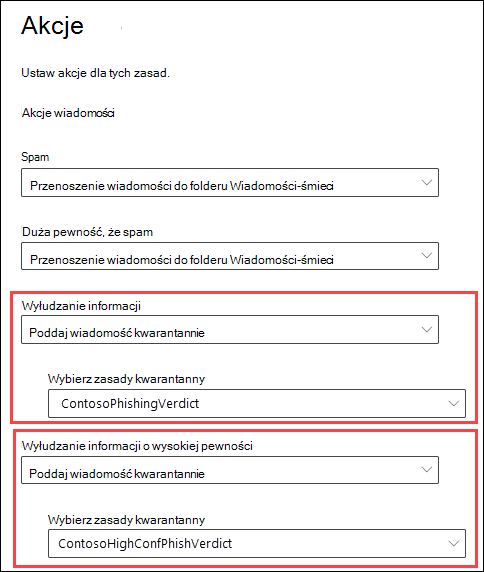 Akcje
Ustaw akcje dla tych zasad.
Akcje wiadomości
Spam
Przenoszenie wiadomości do folderu Wiadomości-śmieci
Duża pewność, że spam
Przenoszenie wiadomości do folderu Wiadomości-śmieci
Wyłudzanie informacji
Poddaj wiadomość kwarantannie
Wybierz zasady kwarantanny
ContosoPhishingVerdict
Wyłudzanie informacji o wysokiej pewności
Poddaj wiadomość kwarantannie
Wybierz zasady kwarantanny
ContosoHighConfPhishVerdict